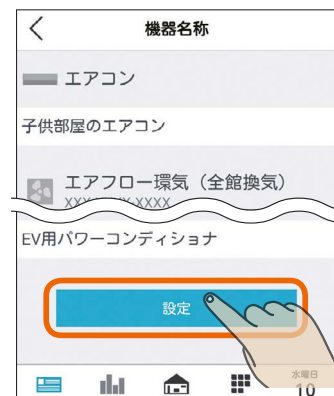 機器名称
エアコン
子供部屋のエアコン
エアフロー環気（全館換気）
EV用パワーコンディショナ
設定
水曜日
10